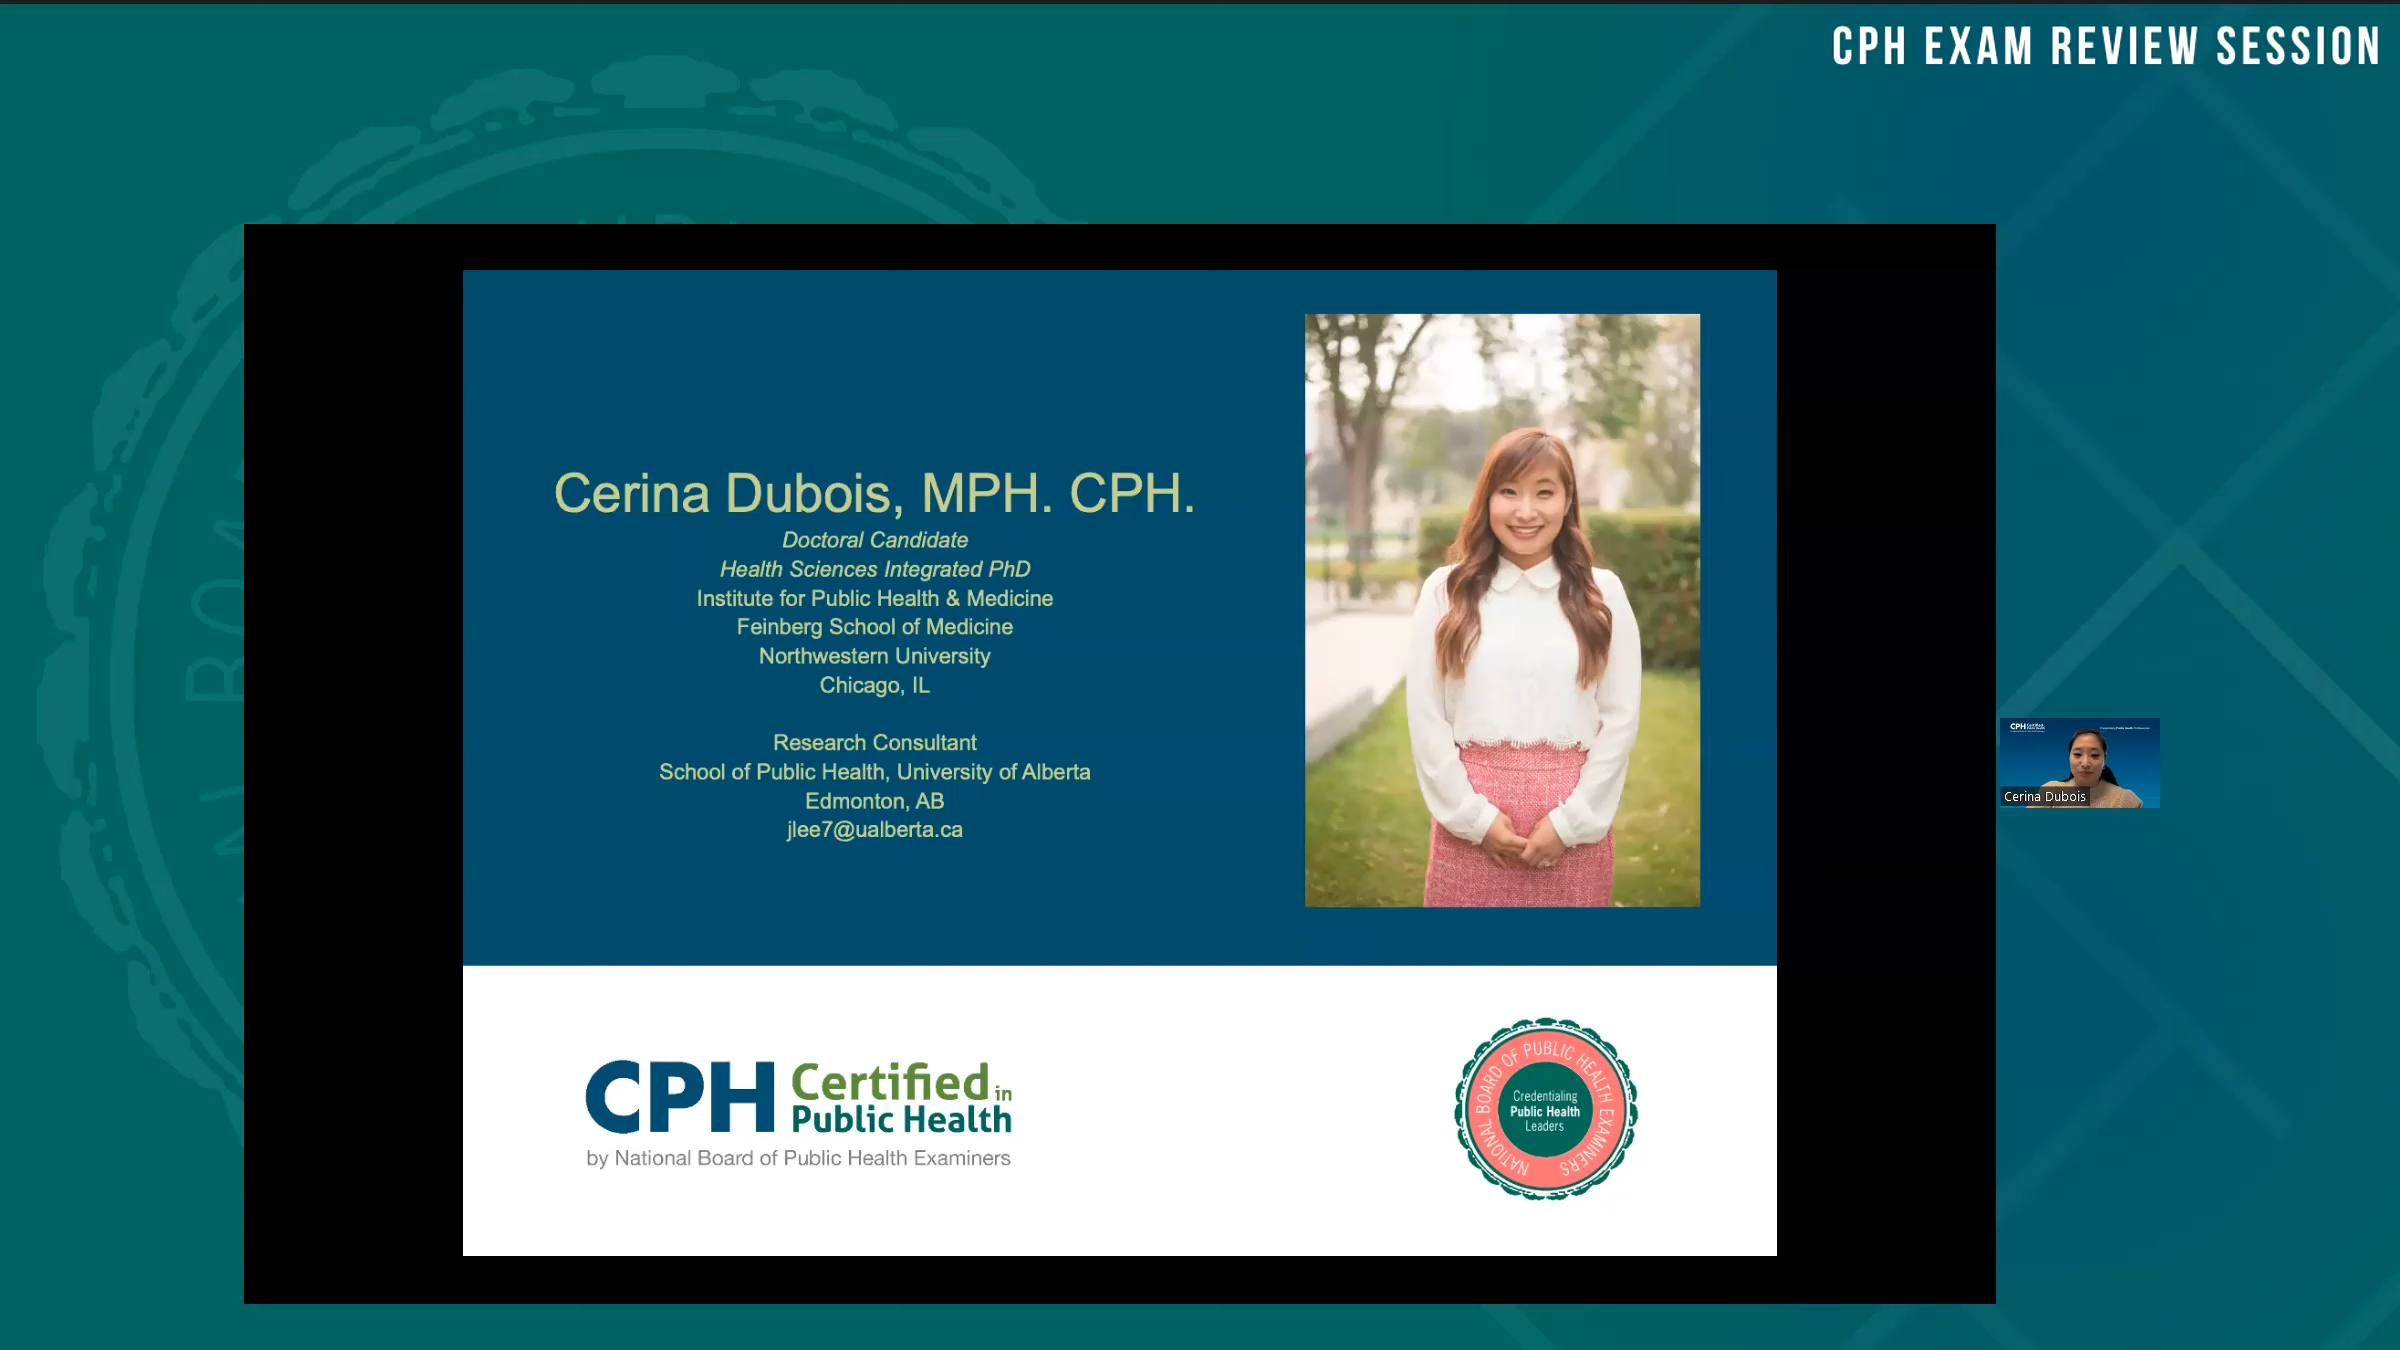 CPH EXAM REVIEW SESSION
Cerina Dubois, MPH. CPH.
Doctoral Candidate
Health Sciences Integrated PhD
Institute for Public Health & Medicine
Feinberg School of Medicine
Northwestern University
Chicago, IL
Research Consultant
School of Public Health, University of Alberta
Edmonton, AB
jlee7@ualberta.ca
CPH Certified in
Public Health
by National Board of Public Health Examiners
NATIONAL BOARD OF PUBLIC HEALTH EXAMINERS
Credentialing
Public Health
Leaders
CPH Certified
Cerina Dubois